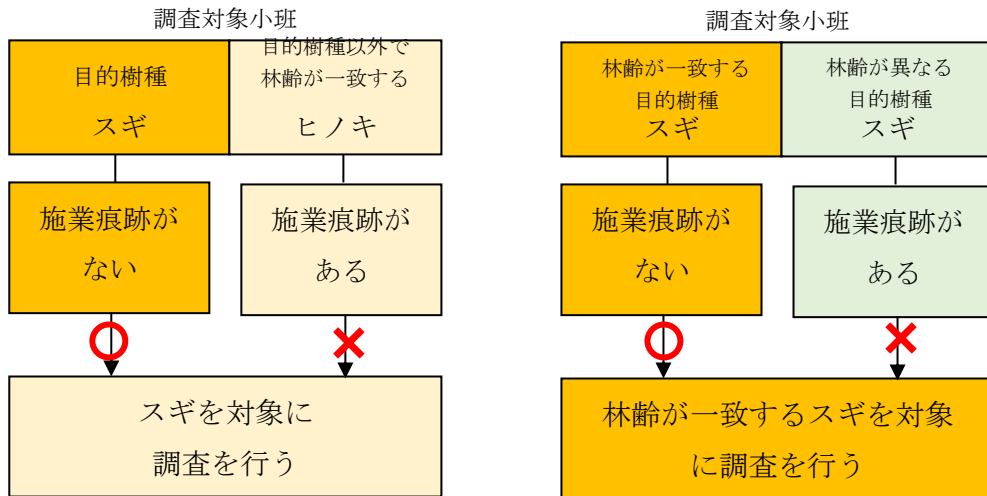 調査対象小班
目的樹種
スギ
目的樹種以外で
林齢が一致する
ヒノキ
施業痕跡が
ない
施業痕跡が
ある
スギを対象に
調査を行う
調査対象小班
林齢が一致する
目的樹種
スギ
林齢が異なる
目的樹種
スギ
施業痕跡が
ない
施業痕跡が
ある
林齢が一致するスギを対象
に調査を行う